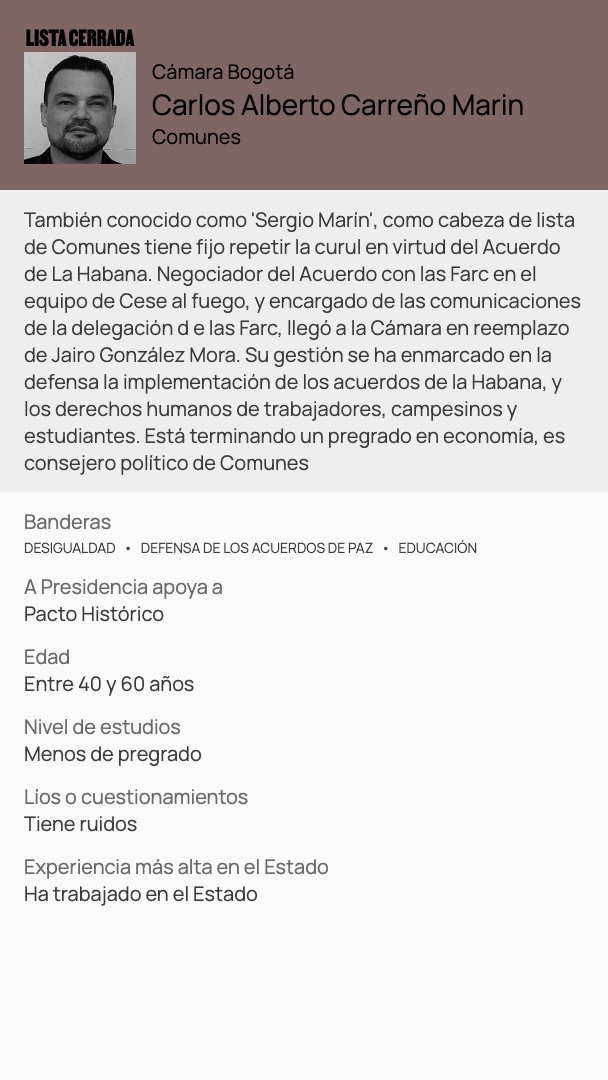 LISTA CERRADA
Cámara Bogotá
Carlos Alberto Carreño Marin
Comunes
También conocido como 'Sergio Marín', como cabeza de lista
de Comunes tiene fijo repetir la curul en virtud del Acuerdo
de La Habana. Negociador del Acuerdo con las Farc en el
equipo de Cese al fuego, y encargado de las comunicaciones
de la delegación d e las Farc, llegó a la Cámara en reemplazo
de Jairo González Mora. Su gestión se ha enmarcado en la
defensa la implementación de los acuerdos de la Habana, y
los derechos humanos de trabajadores, campesinos y
estudiantes. Está terminando un pregrado en economía, es
consejero político de Comunes
Banderas
DESIGUALDAD • DEFENSA DE LOS ACUERDOS DE PAZ • EDUCACIÓN
A Presidencia apoya a
Pacto Histórico
Edad
Entre 40 y 60 años
Nivel de estudios
Menos de pregrado
Líos o cuestionamientos
Tiene ruidos
Experiencia más alta en el Estado
Ha trabajado en el Estado